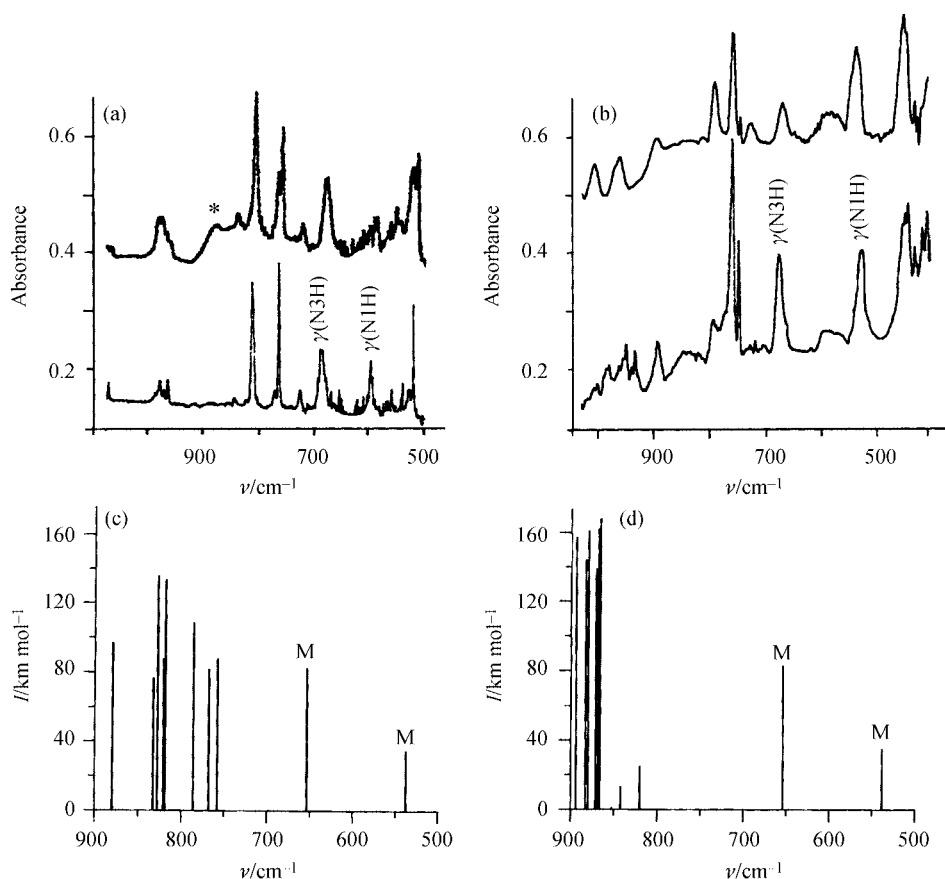 (a)
0.6
*
0.4
0.2
Absorbance
γ(N3H)
γ(N1H)
900
700
500
ν/cm⁻¹
(b)
0.6
0.4
0.2
Absorbance
γ(N3H)
γ(N1H)
900
700
500
ν/cm⁻¹
(c)
160
120
80
40
0
I/km mol⁻¹
M
M
900
800
700
600
500
ν/cm⁻¹
(d)
160
120
80
40
0
I/km mol⁻¹
M
M
900
800
700
600
500
ν/cm⁻¹